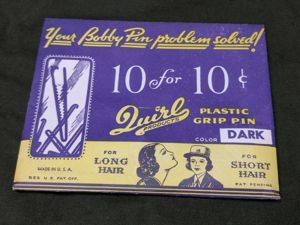 Your Bobby Pin problem solved!
10 for 10¢
Quirl
PRODUCTS
PLASTIC
GRIP PIN
COLOR DARK
FOR
LONG
HAIR
FOR
SHORT
HAIR
MADE IN U.S.A.
REG. U.S. PAT. OFF.
PAT. PENDING